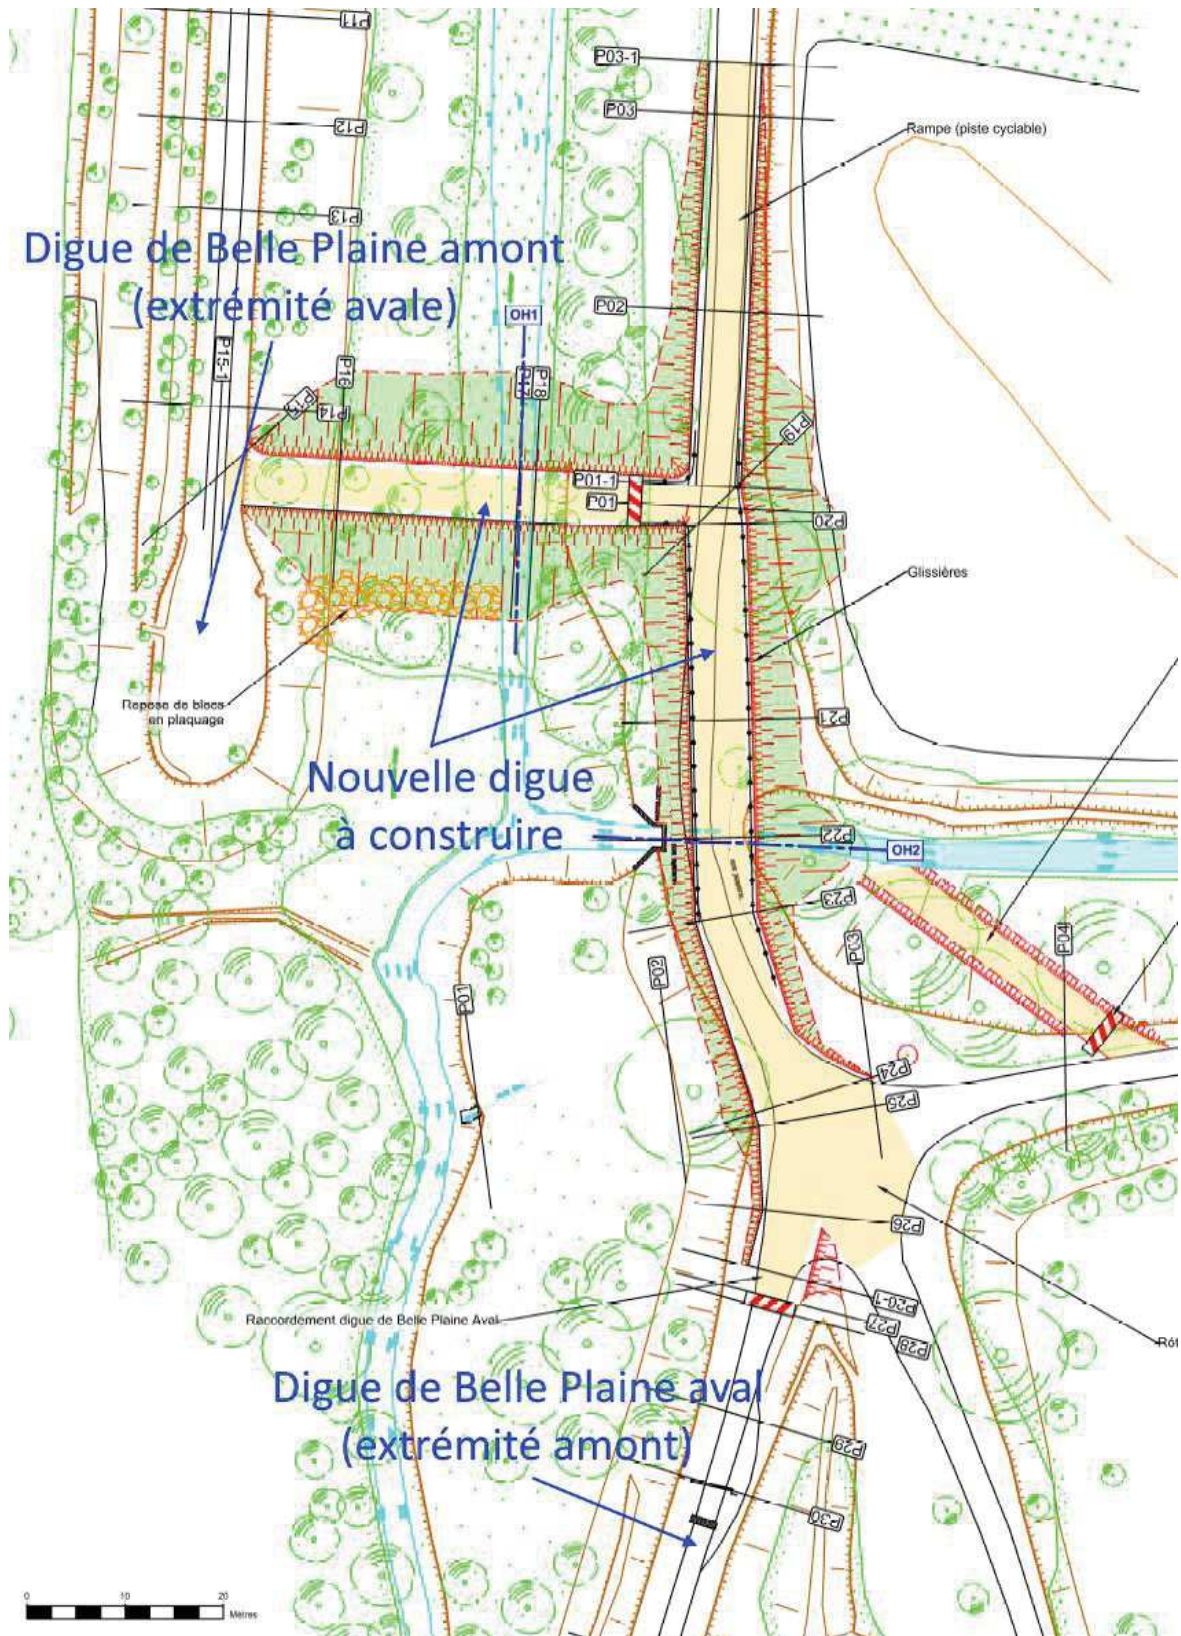 P11
P03-1
P03
P12
Rampe (piste cyclable)
P13
Digue de Belle Plaine amont
(extrémité avale)
P02
OH1
P15-1
P16
P17
P18
P15
P14
P19
P01-1
P01
P20
Glissières
Repose de blocs
en plaquage
P21
Nouvelle digue
à construire
P22
OH2
P23
P03
P04
P02
P01
P24
P25
P26
P20-1
Raccordement digue de Belle Plaine Aval
P27
P28
Rót
Digue de Belle Plaine aval
(extrémité amont)
P29
P30
0 10 20
Mètres